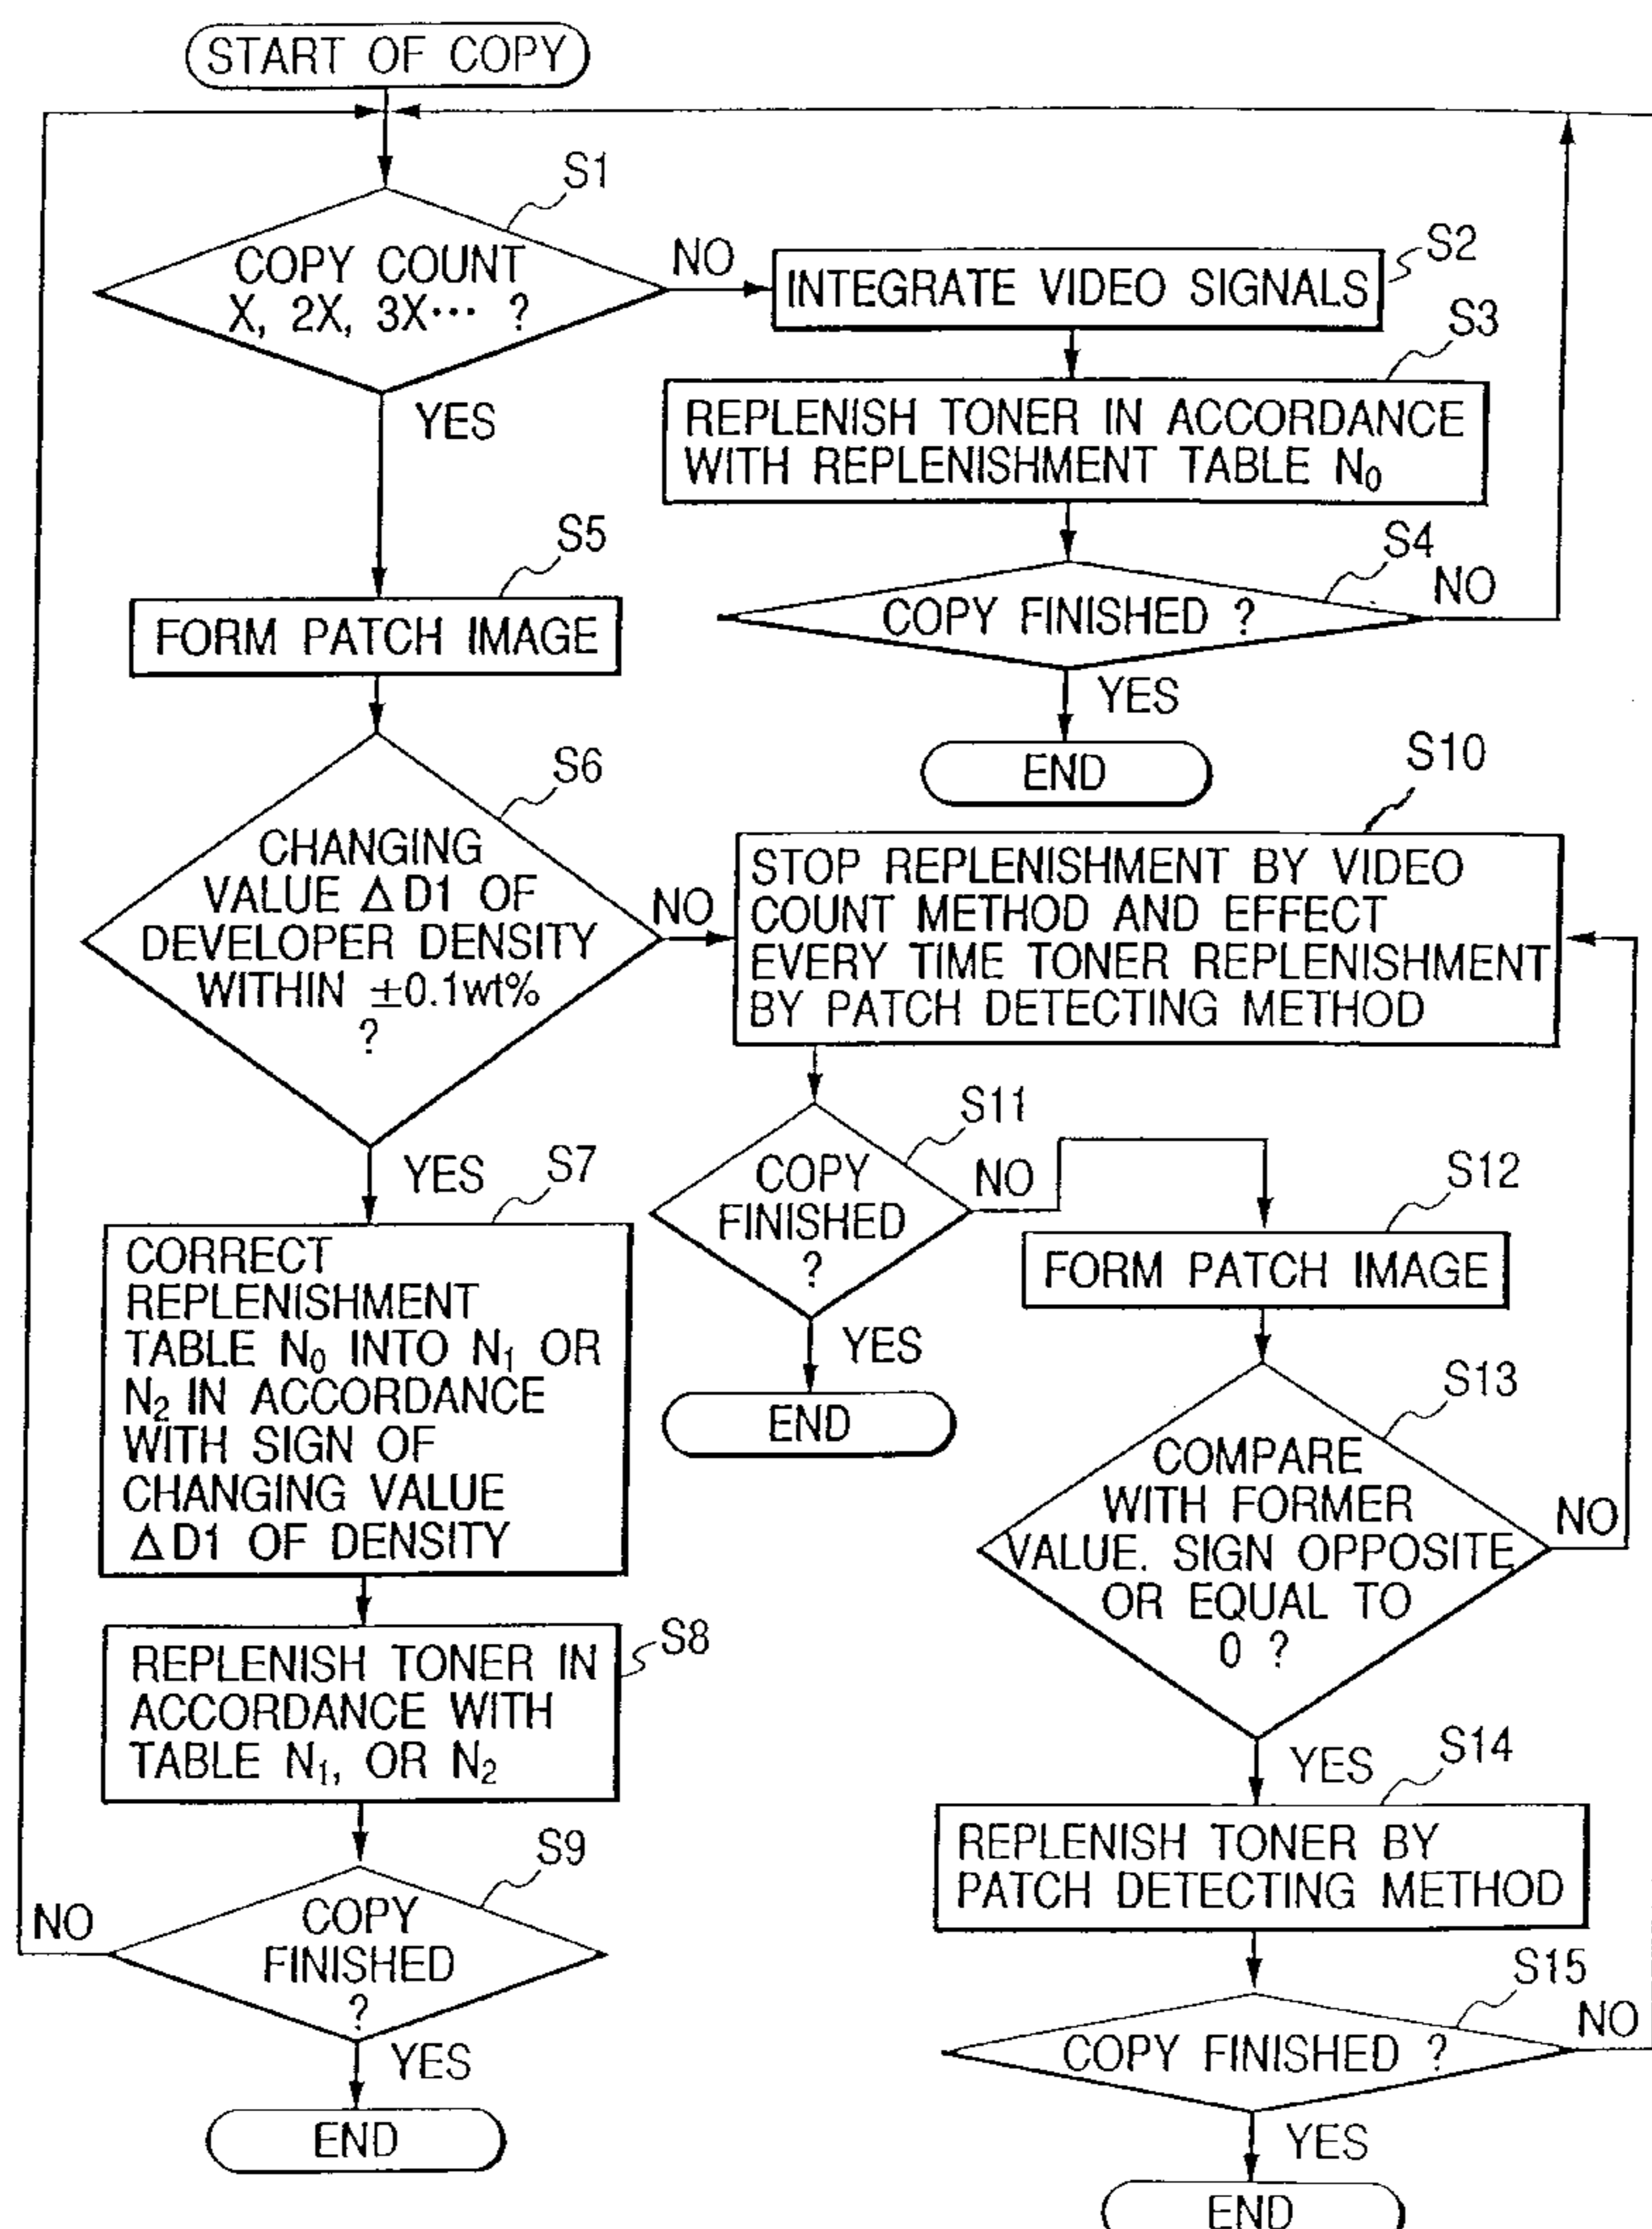 START OF COPY
S1
COPY COUNT
X, 2X, 3X··· ?
NO
YES
S2
INTEGRATE VIDEO SIGNALS
S3
REPLENISH TONER IN ACCORDANCE
WITH REPLENISHMENT TABLE N₀
S4
COPY FINISHED ?
NO
YES
END
S5
FORM PATCH IMAGE
S6
CHANGING
VALUE ΔD1 OF
DEVELOPER DENSITY
WITHIN ±0.1wt%
?
NO
YES
S7
CORRECT
REPLENISHMENT
TABLE N₀ INTO N₁ OR
N₂ IN ACCORDANCE
WITH SIGN OF
CHANGING VALUE
ΔD1 OF DENSITY
S8
REPLENISH TONER IN
ACCORDANCE WITH
TABLE N₁, OR N₂
S9
COPY
FINISHED
?
NO
YES
END
S10
STOP REPLENISHMENT BY VIDEO
COUNT METHOD AND EFFECT
EVERY TIME TONER REPLENISHMENT
BY PATCH DETECTING METHOD
S11
COPY
FINISHED
?
NO
YES
END
S12
FORM PATCH IMAGE
S13
COMPARE
WITH FORMER
VALUE. SIGN OPPOSITE
OR EQUAL TO
0 ?
NO
YES
S14
REPLENISH TONER BY
PATCH DETECTING METHOD
S15
COPY FINISHED ?
NO
YES
END